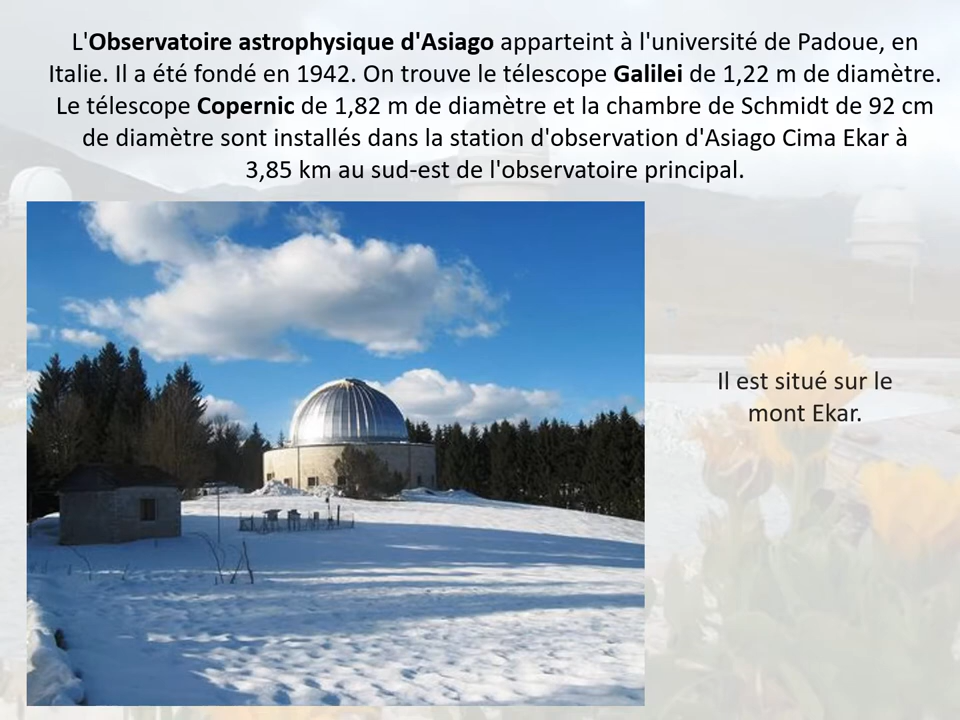 L'Observatoire astrophysique d'Asiago apparteint à l'université de Padoue, en
Italie. Il a été fondé en 1942. On trouve le télescope Galilei de 1,22 m de diamètre.
Le télescope Copernic de 1,82 m de diamètre et la chambre de Schmidt de 92 cm
de diamètre sont installés dans la station d'observation d'Asiago Cima Ekar à
3,85 km au sud-est de l'observatoire principal.
Il est situé sur le
mont Ekar.